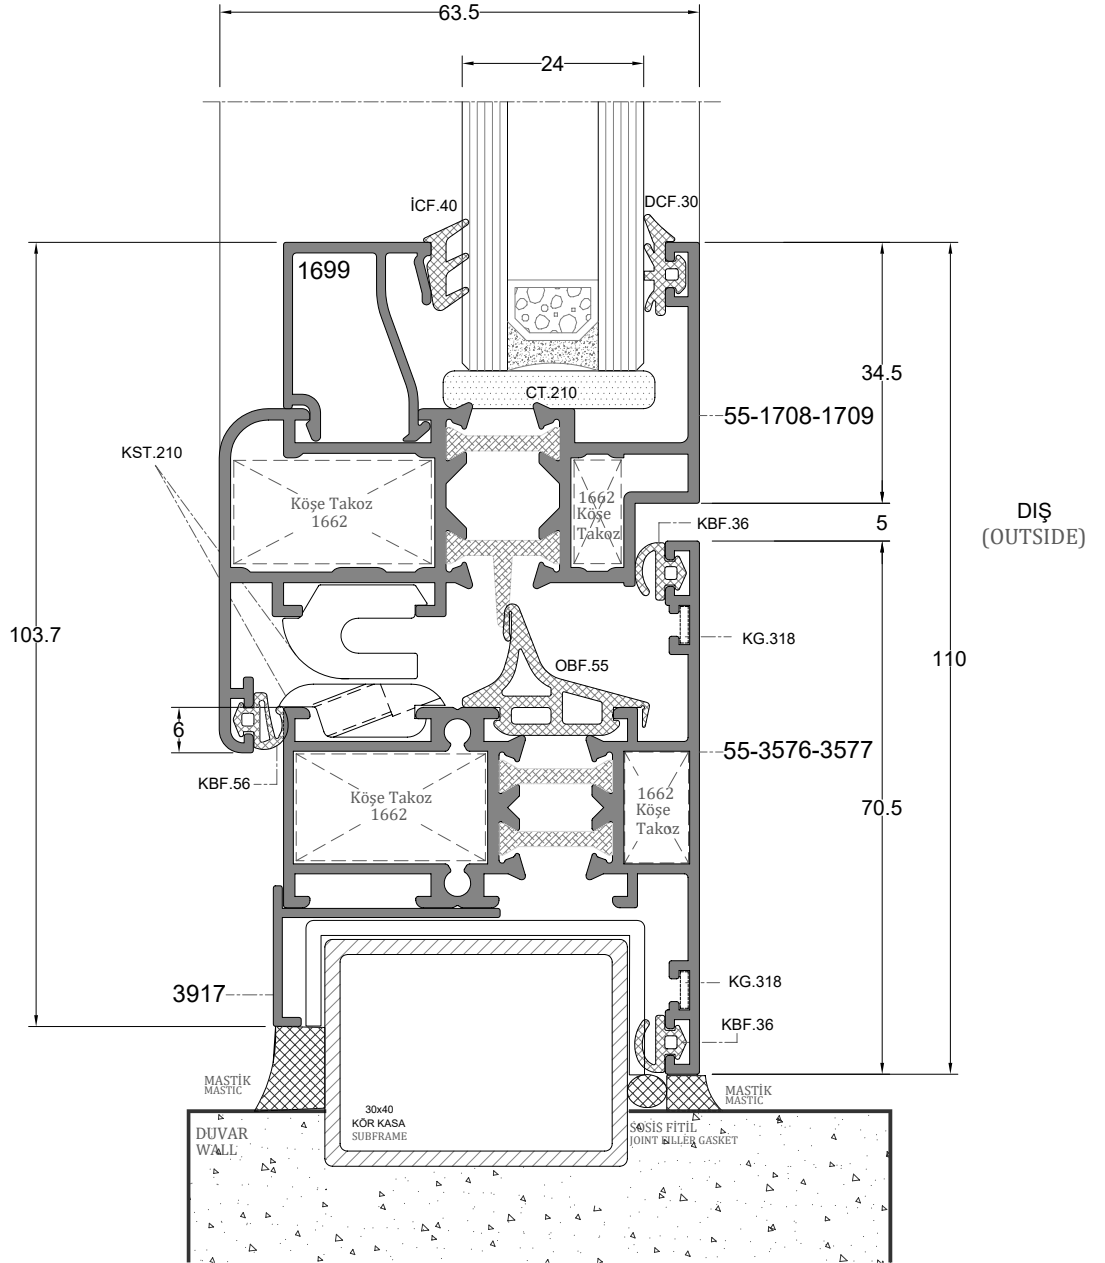 63.5
24
İCF.40
DCF.30
1699
34.5
CT.210
55-1708-1709
KST.210
Köşe Takoz
1662
1662
Köşe
Takoz
KBF.36
5
DIŞ
(OUTSIDE)
103.7
KG.318
110
OBF.55
6
55-3576-3577
KBF.56
Köşe Takoz
1662
1662
Köşe
Takoz
70.5
3917
KG.318
KBF.36
MASTİK
MASTIC
MASTİK
MASTIC
30x40
KÖR KASA
SUBFRAME
DUVAR
WALL
SOSİS FİTİL
JOINT FILLER GASKET